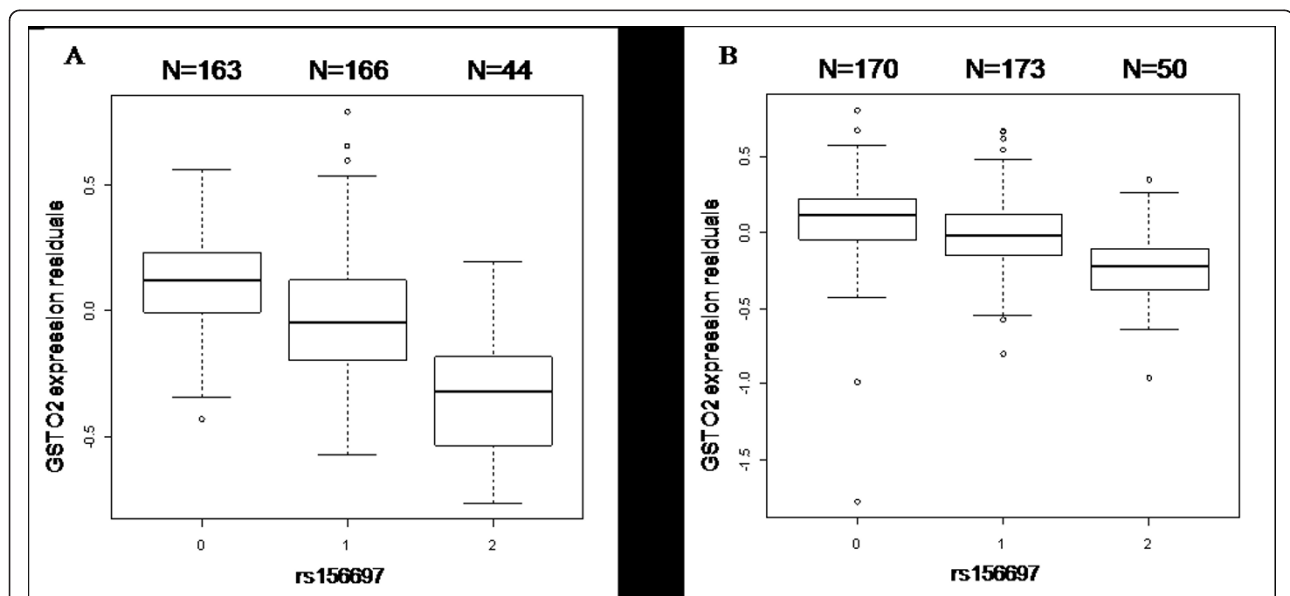 A
N=163 N=166 N=44
GSTO2 expression residuals
0.5
0.0
-0.5
0 1 2
rs156697
B
N=170 N=173 N=50
GSTO2 expression residuals
0.5
0.0
-0.5
-1.0
-1.5
0 1 2
rs156697